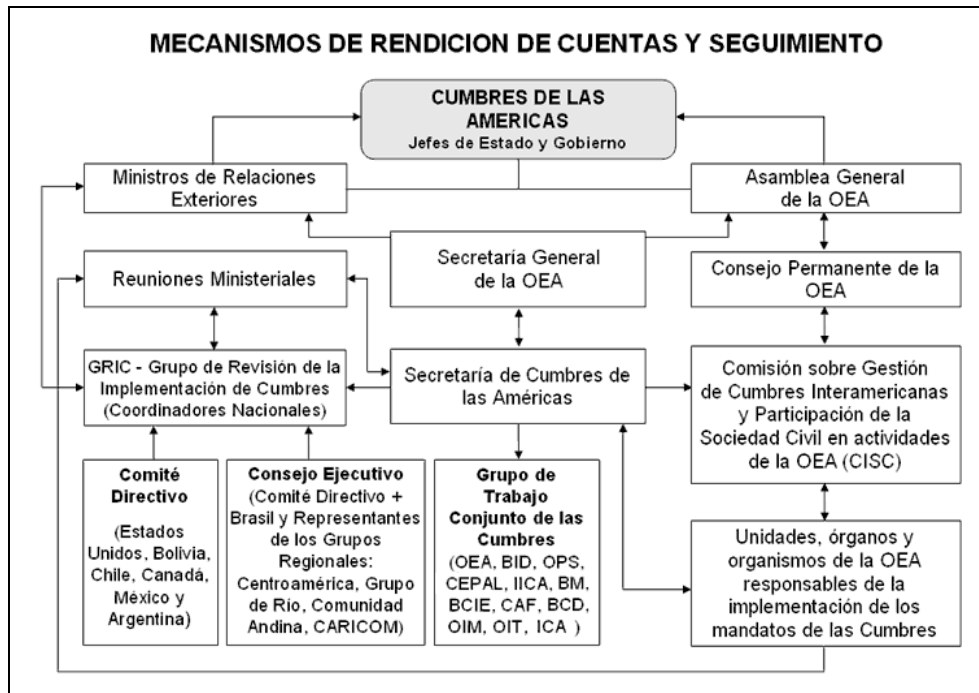 MECANISMOS DE RENDICION DE CUENTAS Y SEGUIMIENTO
CUMBRES DE LAS
AMERICAS
Jefes de Estado y Gobierno
Ministros de Relaciones
Exteriores
Asamblea General
de la OEA
Secretaría General
de la OEA
Reuniones Ministeriales
Consejo Permanente de la
OEA
GRIC - Grupo de Revisión de la
Implementación de Cumbres
(Coordinadores Nacionales)
Secretaría de Cumbres de
las Américas
Comisión sobre Gestión
de Cumbres Interamericanas
y Participación de la
Sociedad Civil en actividades
de la OEA (CISC)
Comité
Directivo
(Estados
Unidos, Bolivia,
Chile, Canadá,
México y
Argentina)
Consejo Ejecutivo
(Comité Directivo +
Brasil y Representantes
de los Grupos
Regionales:
Centroamérica, Grupo
de Río, Comunidad
Andina, CARICOM)
Grupo de
Trabajo
Conjunto de las
Cumbres
(OEA, BID, OPS,
CEPAL, IICA, BM,
BCIE, CAF, BCD,
OIM, OIT, ICA )
Unidades, órganos y
organismos de la OEA
responsables de la
implementación de los
mandatos de las Cumbres